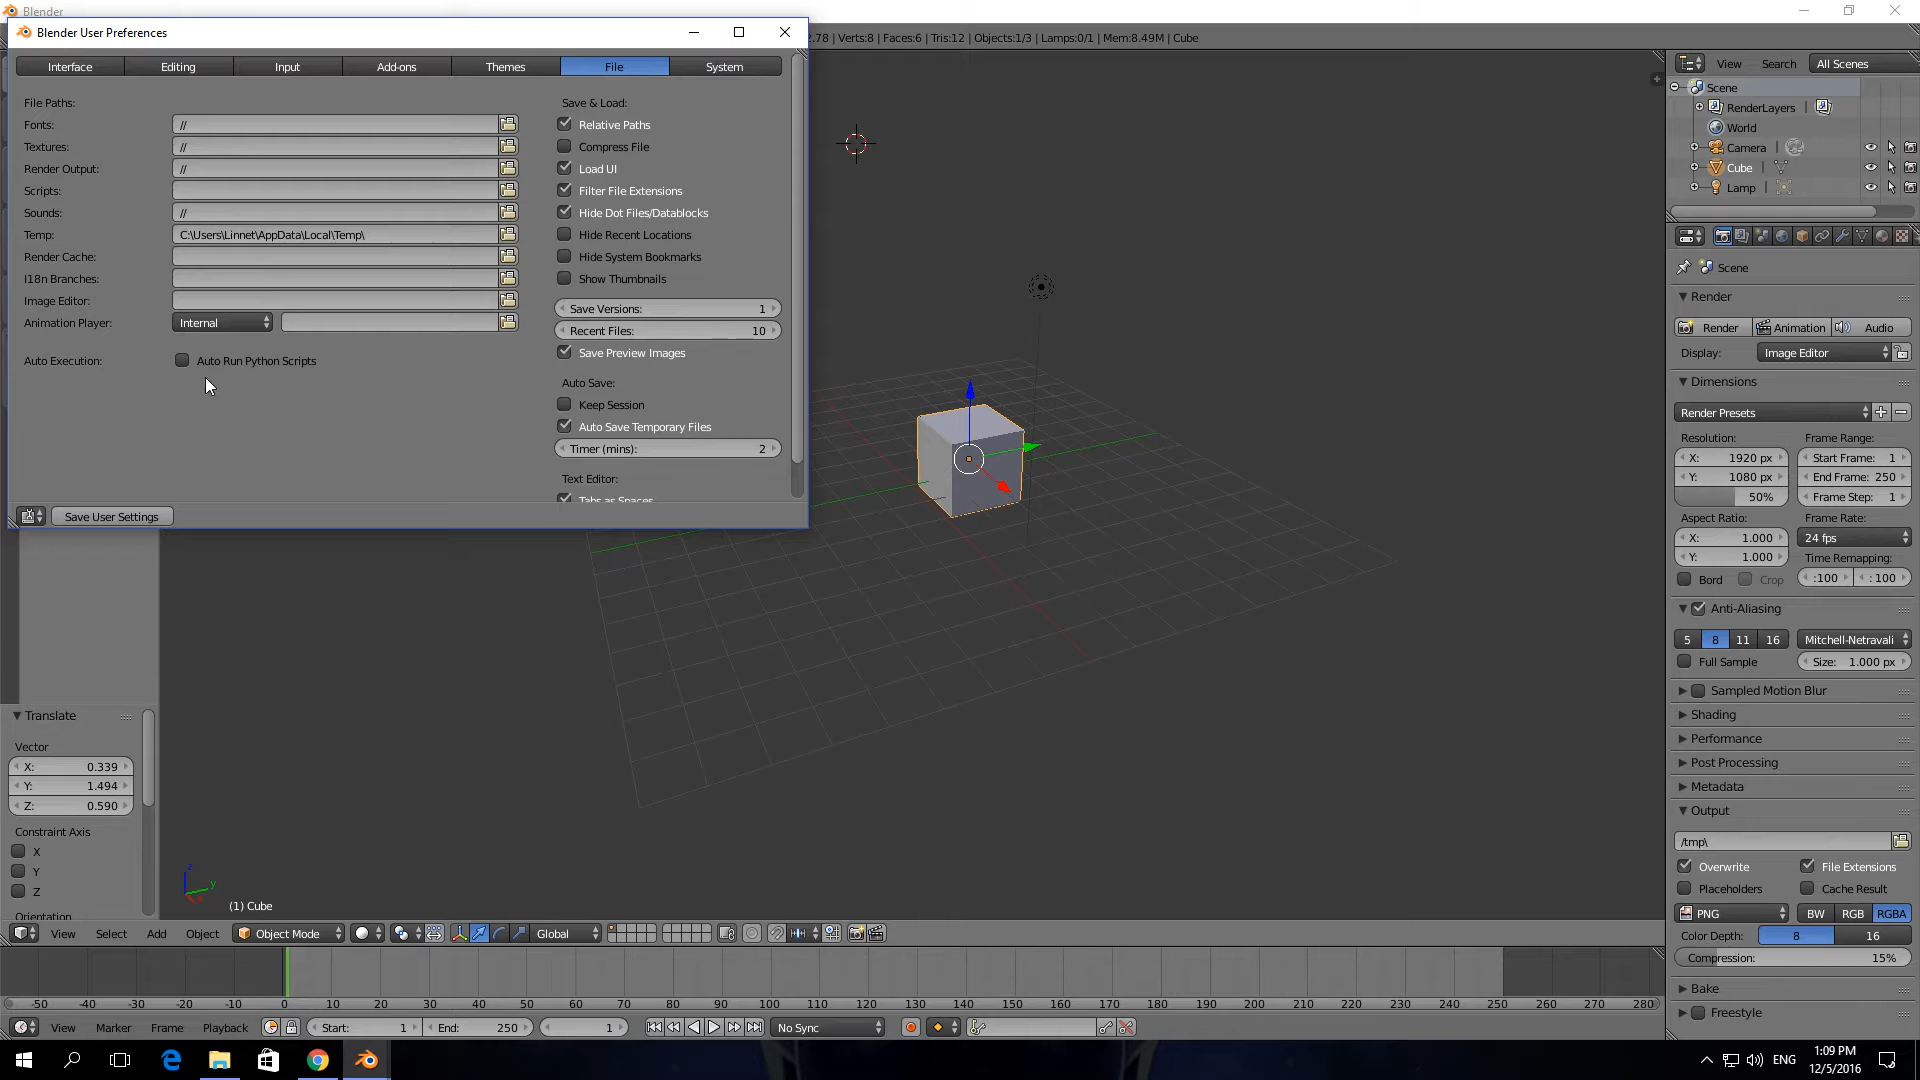 Blender
Blender User Preferences
Interface Editing Input Add-ons Themes File System
File Paths:
Fonts: //
Textures: //
Render Output: //
Scripts:
Sounds: //
Temp: C:\Users\Linnet\AppData\Local\Temp\
Render Cache:
I18n Branches:
Image Editor:
Animation Player: Internal
Auto Execution: Auto Run Python Scripts
Save & Load:
Relative Paths
Compress File
Load UI
Filter File Extensions
Hide Dot Files/Datablocks
Hide Recent Locations
Hide System Bookmarks
Show Thumbnails
Save Versions: 1
Recent Files: 10
Save Preview Images
Auto Save:
Keep Session
Auto Save Temporary Files
Timer (mins): 2
Text Editor:
Tabs as Spaces
Save User Settings
.78 | Verts:8 | Faces:6 | Tris:12 | Objects:1/3 | Lamps:0/1 | Mem:8.49M | Cube
View Search All Scenes
Scene
RenderLayers
World
Camera
Cube
Lamp
Scene
Render
Render Animation Audio
Display: Image Editor
Dimensions
Render Presets
Resolution: Frame Range:
X: 1920 px Start Frame: 1
Y: 1080 px End Frame: 250
50% Frame Step: 1
Aspect Ratio: Frame Rate:
X: 1.000 24 fps
Y: 1.000 Time Remapping:
Bord Crop :100 : 100
Anti-Aliasing
5 8 11 16 Mitchell-Netravali
Full Sample Size: 1.000 px
Sampled Motion Blur
Shading
Performance
Post Processing
Metadata
Output
/tmp\
Overwrite File Extensions
Placeholders Cache Result
PNG BW RGB RGBA
Color Depth: 8 16
Compression: 15%
Bake
Freestyle
Translate
Vector
X: 0.339
Y: 1.494
Z: 0.590
Constraint Axis
X
Y
Z
Orientation
z
y
(1) Cube
View Select Add Object Object Mode Global
-50 -40 -30 -20 -10 0 10 20 30 40 50 60 70 80 90 100 110 120 130 140 150 160 170 180 190 200 210 220 230 240 250 260 270 280
View Marker Frame Playback Start: 1 End: 250 1 No Sync
ENG
1:09 PM
12/5/2016